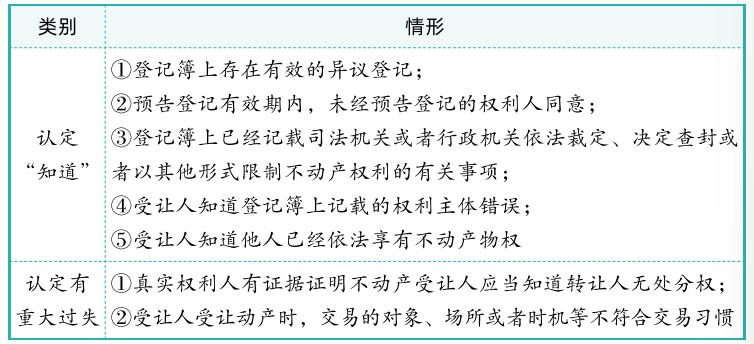 类别 情形
①登记簿上存在有效的异议登记；
②预告登记有效期内，未经预告登记的权利人同意；
认定 ③登记簿上已经记载司法机关或者行政机关依法裁定、决定查封或
“知道” 者以其他形式限制不动产权利的有关事项；
④受让人知道登记簿上记载的权利主体错误；
⑤受让人知道他人已经依法享有不动产物权
认定有 ①真实权利人有证据证明不动产受让人应当知道转让人无处分权；
重大过失 ②受让人受让动产时，交易的对象、场所或者时机等不符合交易习惯